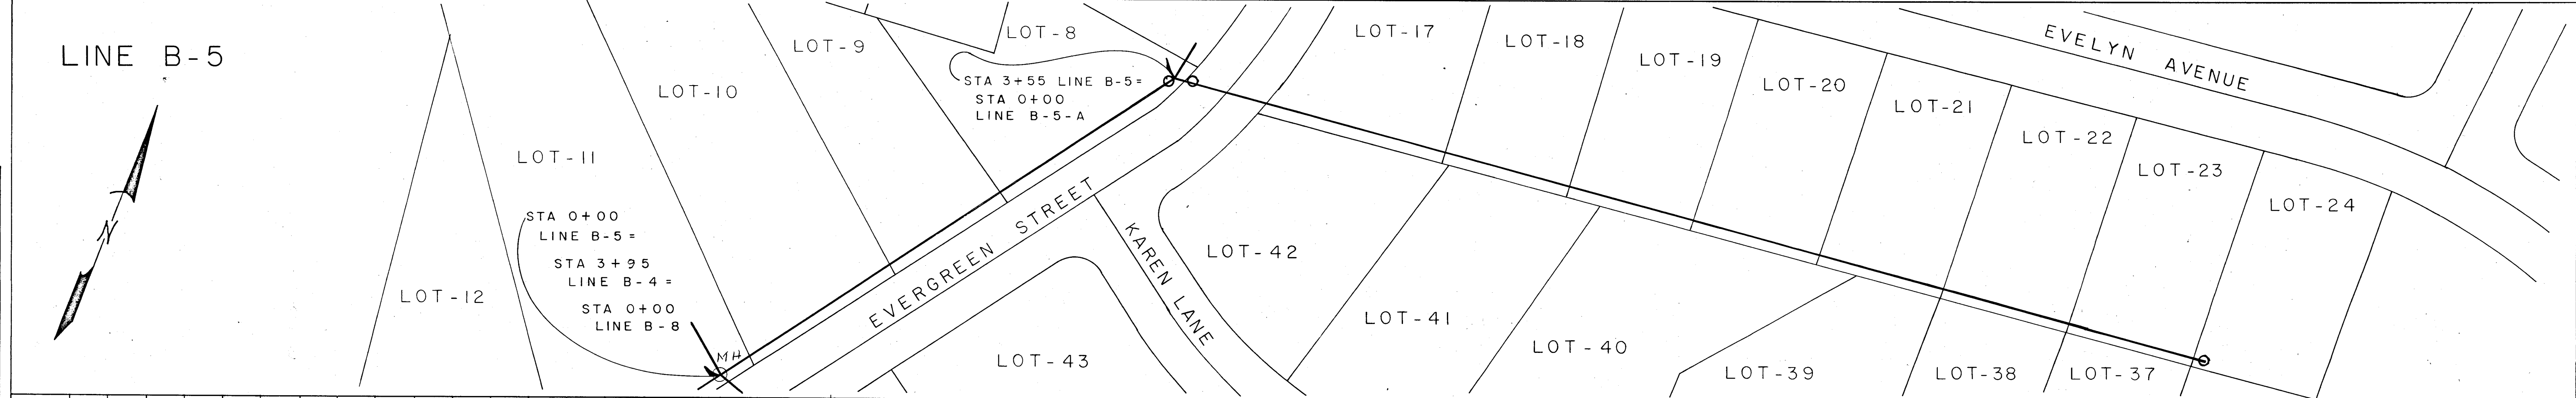 LINE B-5
N
LOT-12
LOT-11
LOT-10
LOT-9
LOT-8
STA 3+55 LINE B-5=
STA 0+00
LINE B-5-A
STA 0+00
LINE B-5=
STA 3+95
LINE B-4=
STA 0+00
LINE B-8
MH
EVERGREEN STREET
KAREN LANE
LOT-43
LOT-42
LOT-41
LOT-40
LOT-39
LOT-38
LOT-37
LOT-17
LOT-18
LOT-19
LOT-20
LOT-21
LOT-22
LOT-23
LOT-24
EVELYN AVENUE